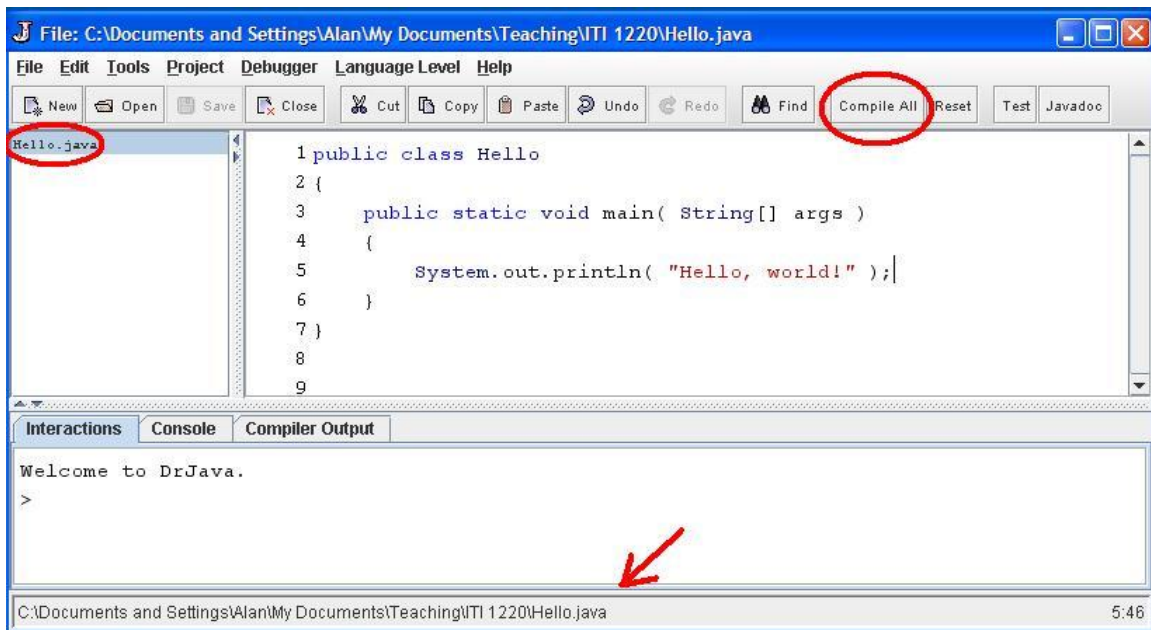 File: C:\Documents and Settings\Alan\My Documents\Teaching\ITI 1220\Hello.java
File Edit Tools Project Debugger Language Level Help
New Open Save Close Cut Copy Paste Undo Redo Find Compile All Reset Test Javadoc
Hello.java
1 public class Hello
2 {
3 public static void main( String[] args )
4 {
5 System.out.println( "Hello, world!" );
6 }
7 }
8
9
Interactions Console Compiler Output
Welcome to DrJava.
>
C:\Documents and Settings\Alan\My Documents\Teaching\ITI 1220\Hello.java 5:46